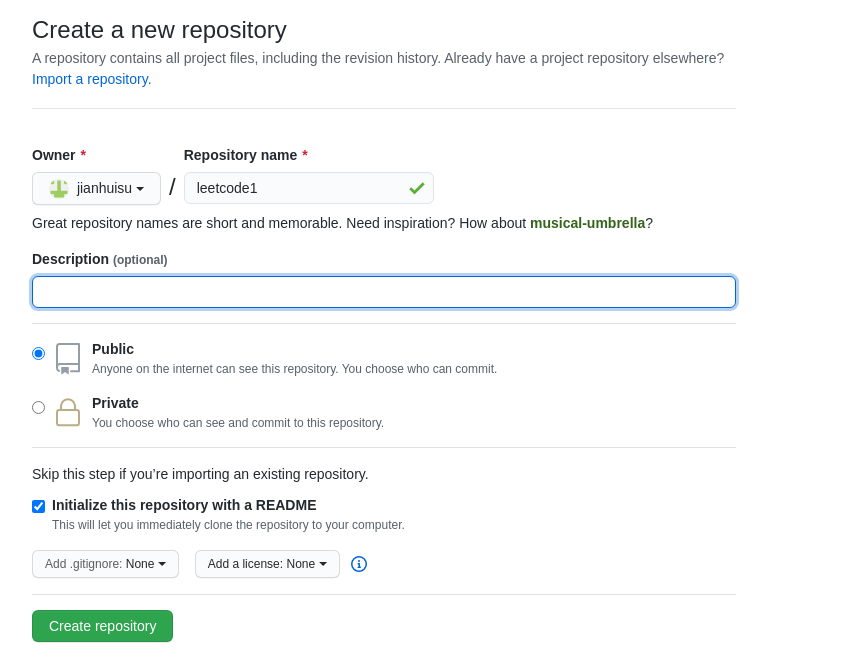 Create a new repository
A repository contains all project files, including the revision history. Already have a project repository elsewhere?
Import a repository.
Owner * Repository name *
jianhuisu / leetcode1
Great repository names are short and memorable. Need inspiration? How about musical-umbrella?
Description (optional)
Public
Anyone on the internet can see this repository. You choose who can commit.
Private
You choose who can see and commit to this repository.
Skip this step if you’re importing an existing repository.
Initialize this repository with a README
This will let you immediately clone the repository to your computer.
Add .gitignore: None Add a license: None
Create repository